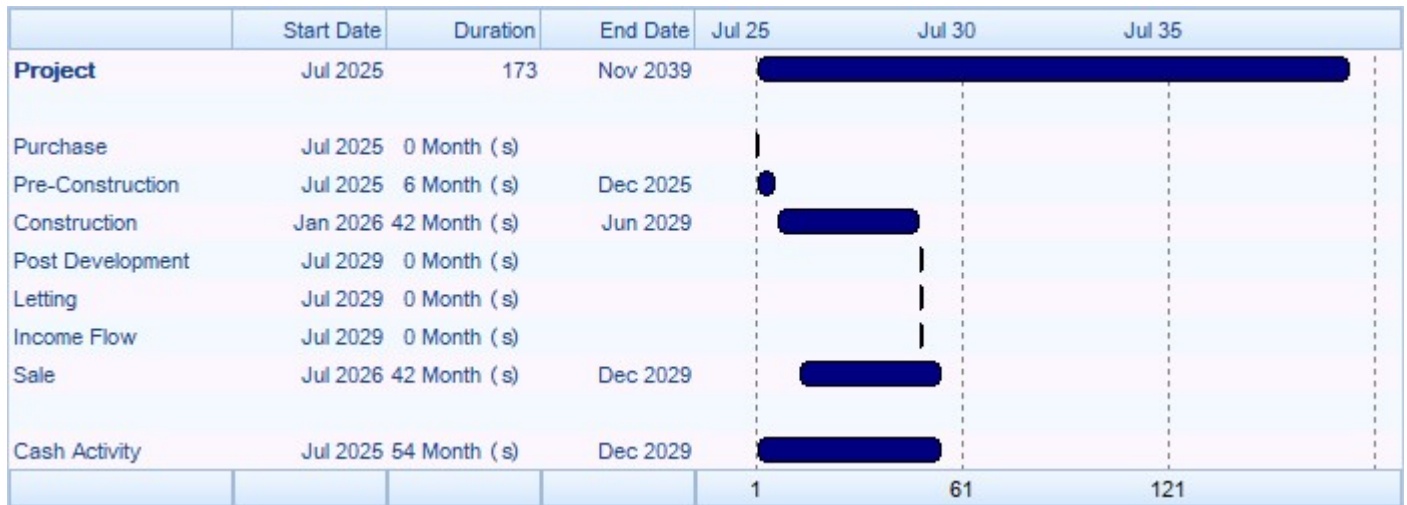 Start Date Duration End Date Jul 25 Jul 30 Jul 35
Project Jul 2025 173 Nov 2039
Purchase Jul 2025 0 Month (s)
Pre-Construction Jul 2025 6 Month (s) Dec 2025
Construction Jan 2026 42 Month (s) Jun 2029
Post Development Jul 2029 0 Month (s)
Letting Jul 2029 0 Month (s)
Income Flow Jul 2029 0 Month (s)
Sale Jul 2026 42 Month (s) Dec 2029
Cash Activity Jul 2025 54 Month (s) Dec 2029
1 61 121